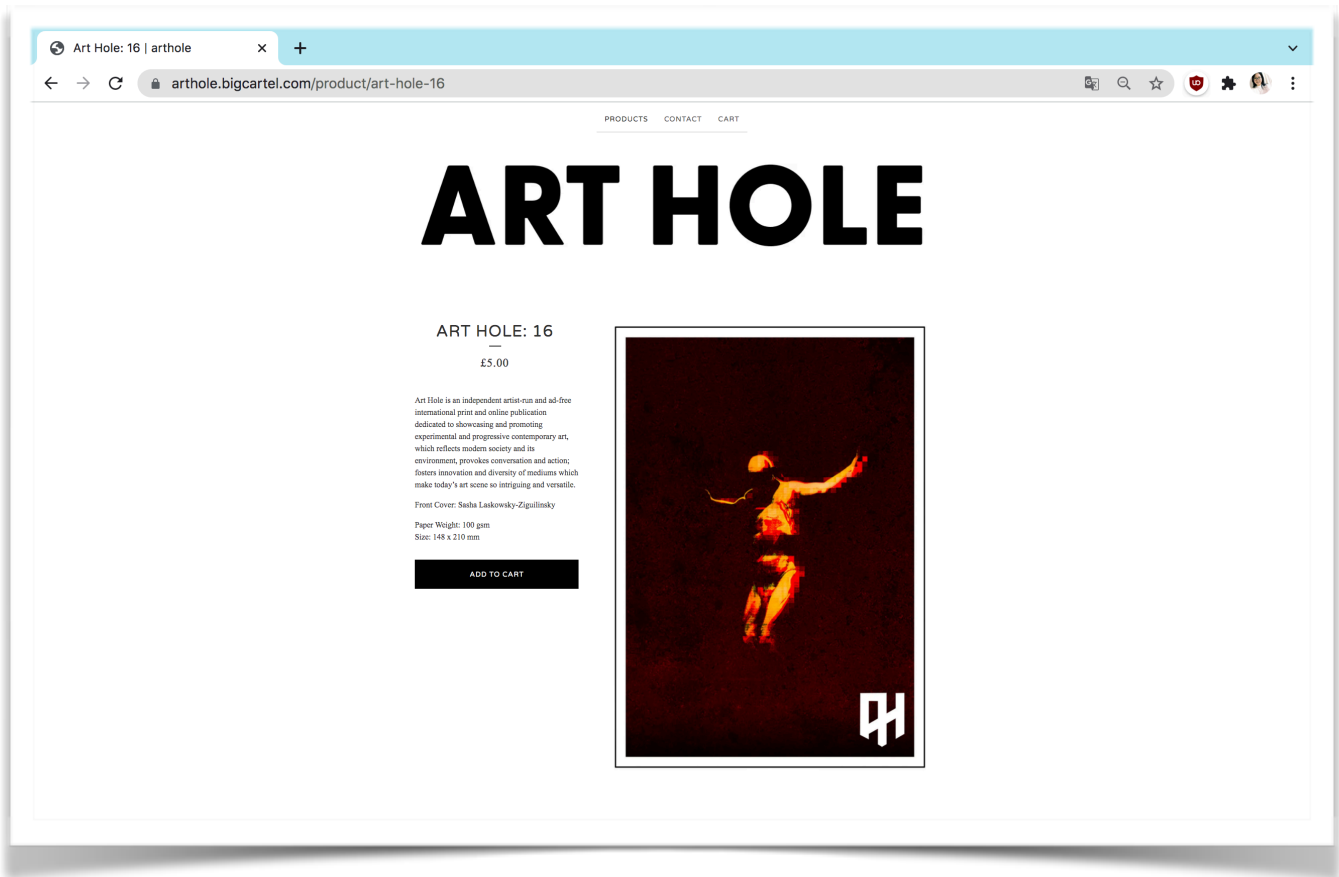 Art Hole: 16 | arthole
arthole.bigcartel.com/product/art-hole-16
PRODUCTS CONTACT CART
ART HOLE
ART HOLE: 16
£5.00
Art Hole is an independent artist-run and ad-free
international print and online publication
dedicated to showcasing and promoting
experimental and progressive contemporary art,
which reflects modern society and its
environment, provokes conversation and action;
fosters innovation and diversity of mediums which
make today's art scene so intriguing and versatile.
Front Cover: Sasha Laskowsky-Ziguilinsky
Paper Weight: 100 gsm
Size: 148 x 210 mm
ADD TO CART
AH